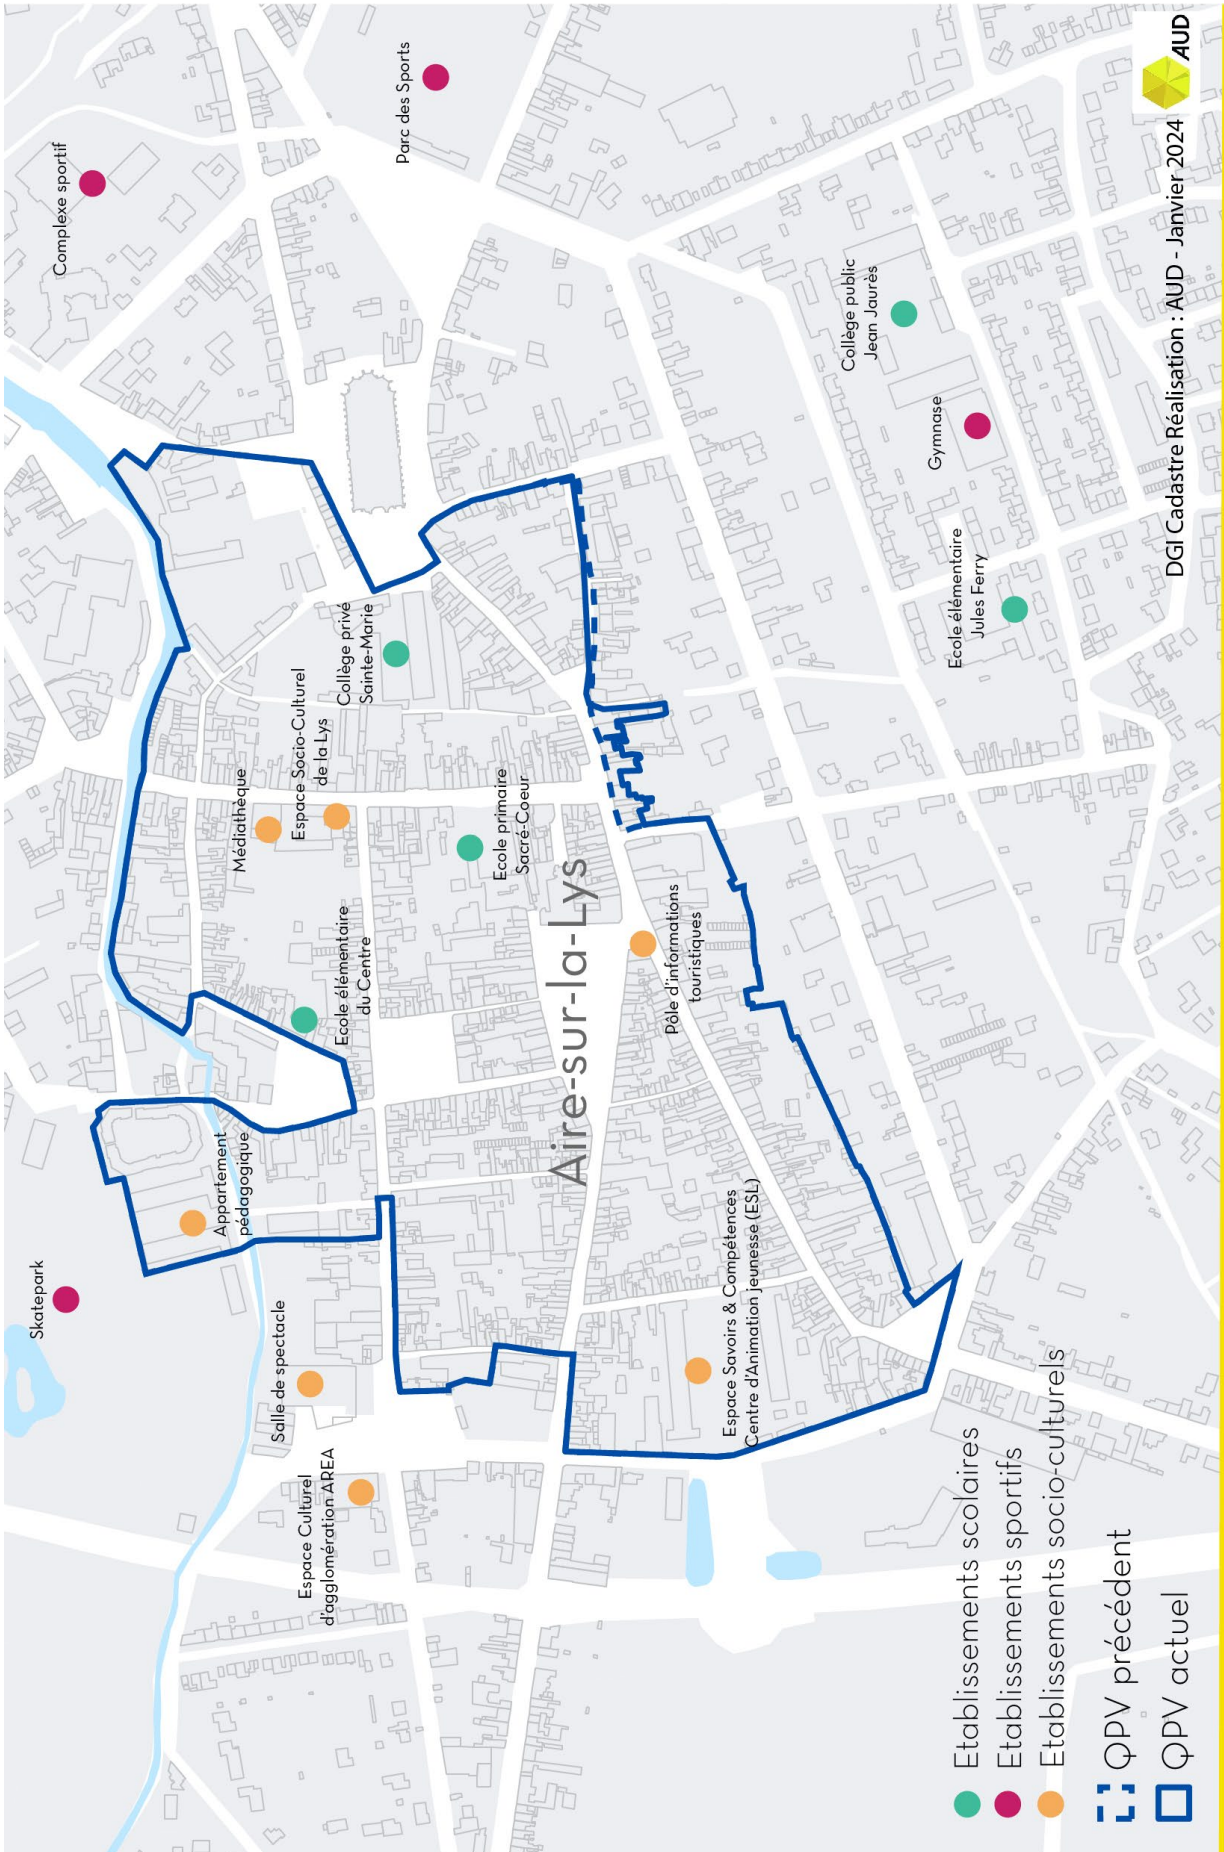 Skatepark
Complexe sportif
Parc des Sports
Appartement
pédagogique
Médiathèque
Salle de spectacle
Espace Socio-Culturel
de la Lys
Collège privé
Sainte-Marie
Ecole élémentaire
du Centre
Espace Culturel
d'agglomération AREA
Ecole primaire
Sacré-Coeur
Aire-sur-la-Lys
Pôle d'informations
touristiques
Espace Savoirs & Compétences
Centre d'Animation jeunesse (ESL)
Collège public
Jean Jaurès
Gymnase
Ecole élémentaire
Jules Ferry
Etablissements scolaires
Etablissements sportifs
Etablissements socio-culturels
QPV précédent
QPV actuel
DGI Cadastre Réalisation : AUD - Janvier 2024
AUD